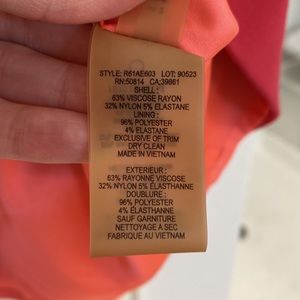 STYLE: R61AE603 LOT: 90523
RN:50814 CA:39861
SHELL :
63% VISCOSE RAYON
32% NYLON 5% ELASTANE
LINING :
96% POLYESTER
4% ELASTANE
EXCLUSIVE OF TRIM
DRY CLEAN
MADE IN VIETNAM
EXTERIEUR :
63% RAYONNE VISCOSE
32% NYLON 5% ÉLASTHANNE
DOUBLURE :
96% POLYESTER
4% ÉLASTHANNE
SAUF GARNITURE
NETTOYAGE A SEC
FABRIQUE AU VIETNAM